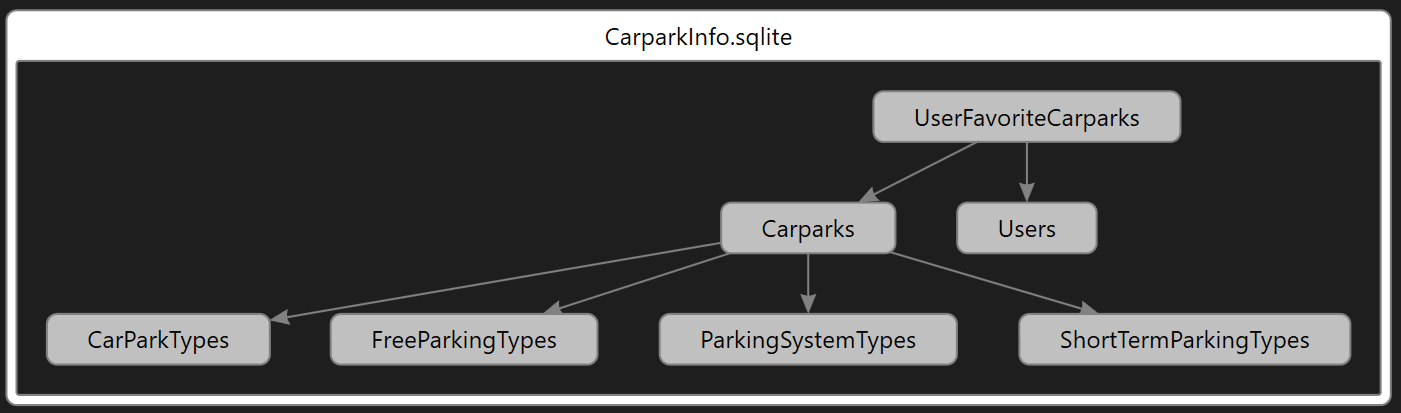 CarparkInfo.sqlite
UserFavoriteCarparks
Carparks
Users
CarParkTypes
FreeParkingTypes
ParkingSystemTypes
ShortTermParkingTypes